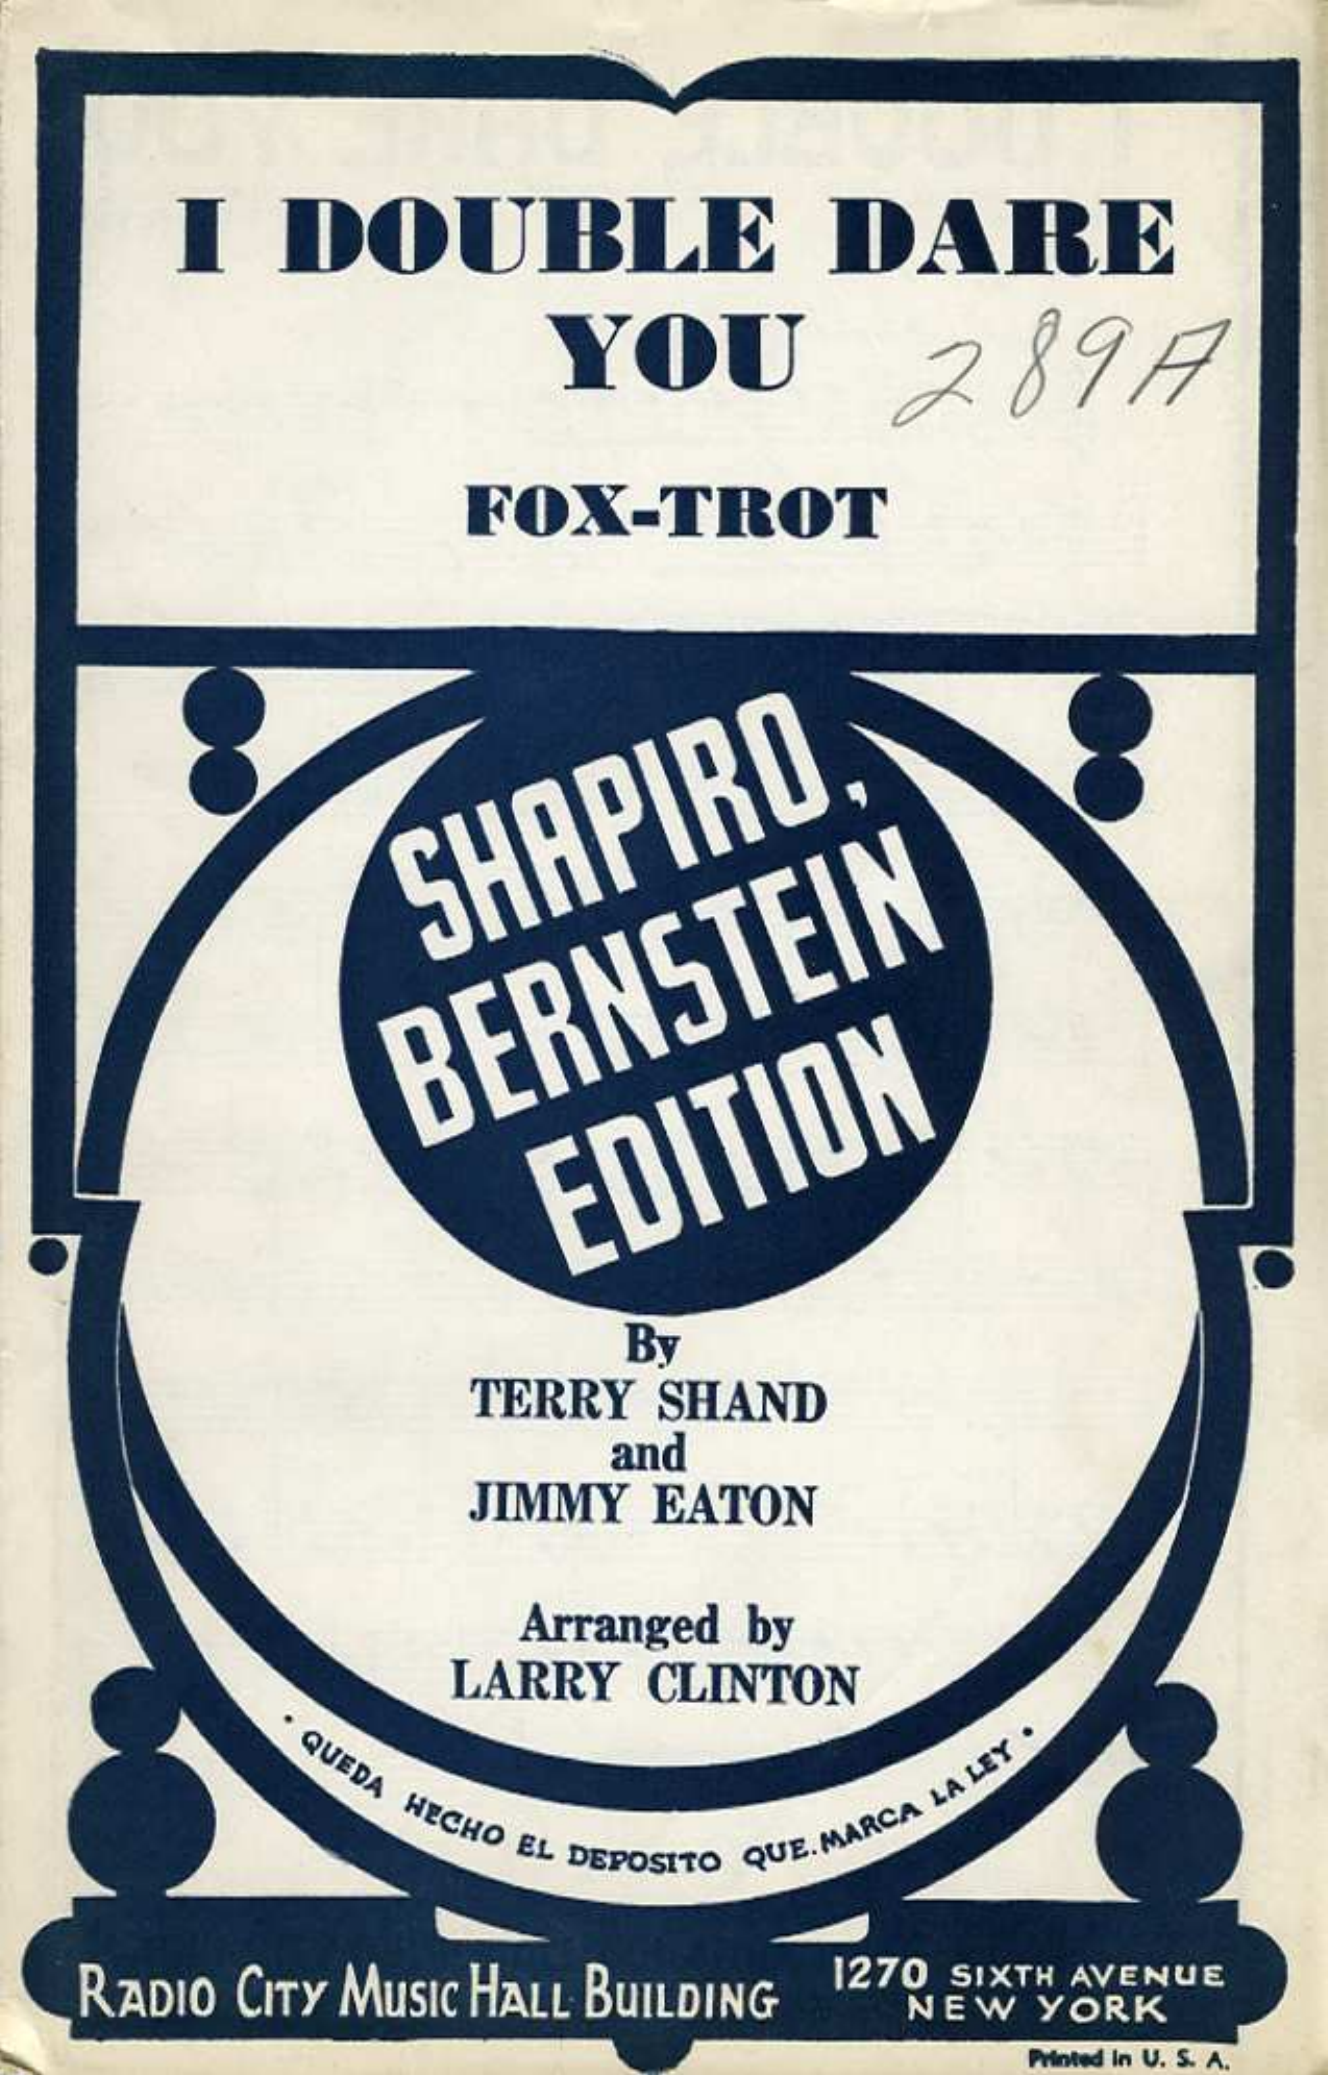 I DOUBLE DARE
YOU
289A
FOX-TROT
SHAPIRO,
BERNSTEIN
EDITION
By
TERRY SHAND
and
JIMMY EATON
Arranged by
LARRY CLINTON
• QUEDA HECHO EL DEPOSITO QUE. MARCA LA LEY •
RADIO CITY MUSIC HALL BUILDING
1270 SIXTH AVENUE
NEW YORK
Printed in U. S. A.